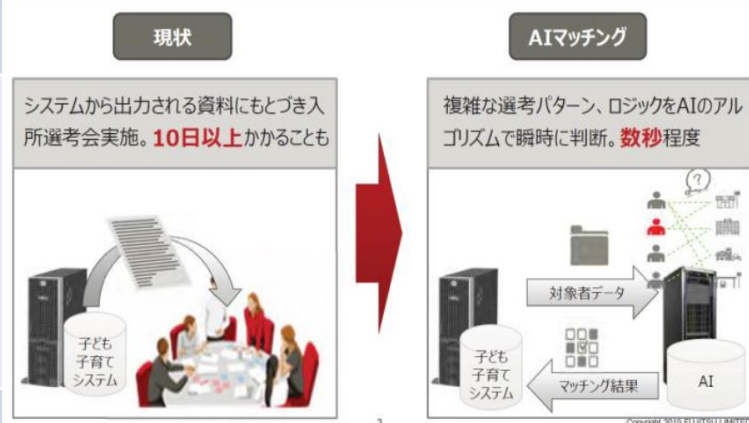 現状
システムから出力される資料にもとづき入
所選考会実施。10日以上かかることも
子ども
子育て
システム
AIマッチング
複雑な選考パターン、ロジックをAIのアル
ゴリズムで瞬時に判断。数秒程度
?
対象者データ
子ども
子育て
システム
マッチング結果
AI
3
Copyright 2019 FUJITSU LIMITED